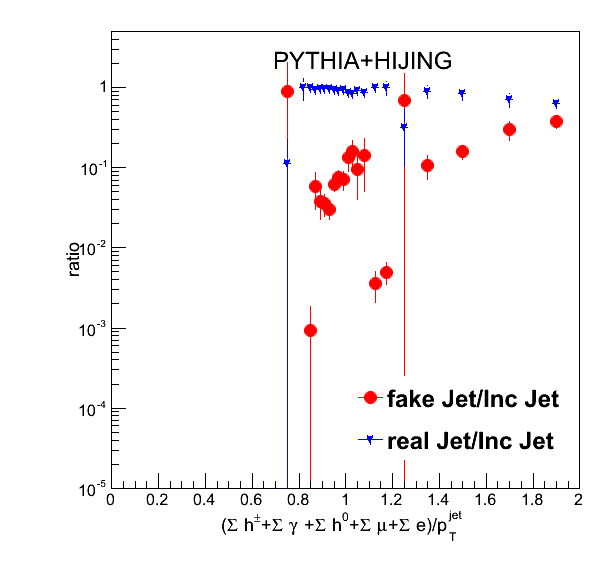 PYTHIA+HIJING
1
10⁻¹
10⁻²
10⁻³
10⁻⁴
10⁻⁵
ratio
fake Jet/Inc Jet
real Jet/Inc Jet
0 0.2 0.4 0.6 0.8 1 1.2 1.4 1.6 1.8 2
(Σ h^± +Σ γ +Σ h⁰+Σ μ+Σ e)/p_T^jet